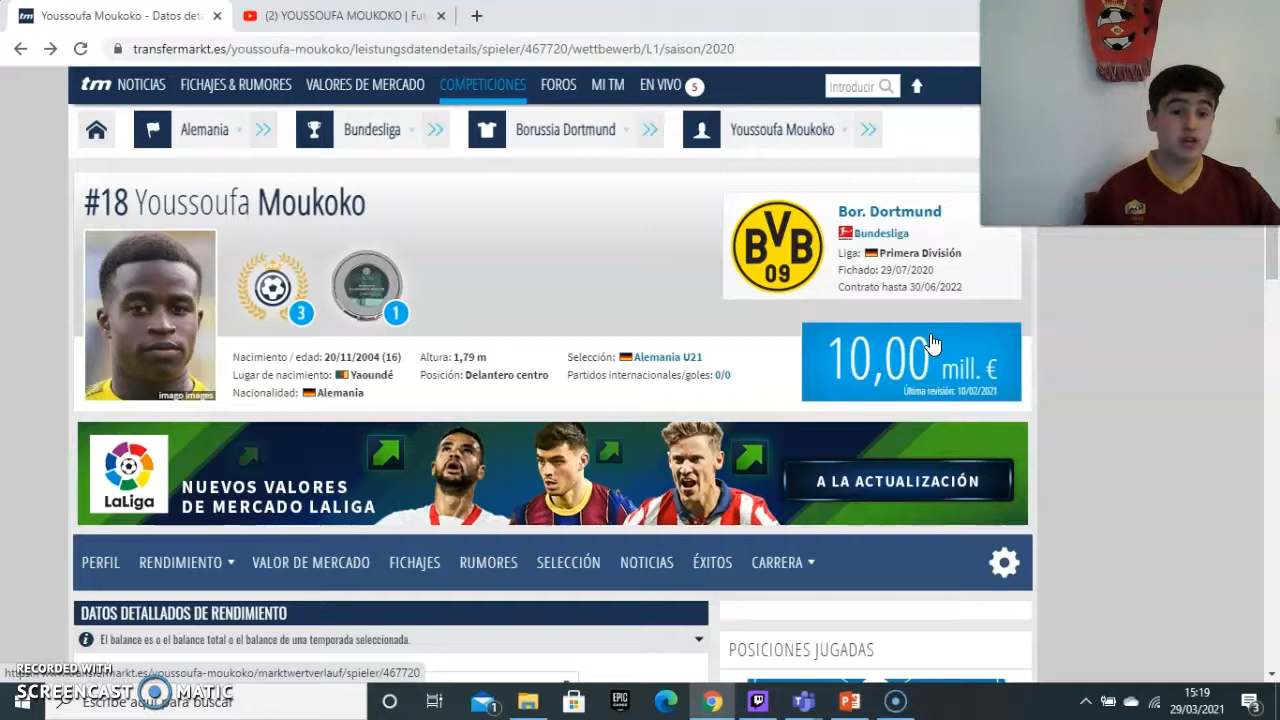 Youssoufa Moukoko - Datos det
(2) YOUSSOUFA MOUKOKO | Fut
transfermarkt.es/youssoufa-moukoko/leistungsdatendetails/spieler/467720/wettbewerb/L1/saison/2020
tm NOTICIAS FICHAJES & RUMORES VALORES DE MERCADO COMPETICIONES FOROS MI TM EN VIVO 5 Introducir
Alemania Bundesliga Borussia Dortmund Youssoufa Moukoko
#18 Youssoufa Moukoko
3
1
BVB
09
Bor. Dortmund
Bundesliga
Liga: Primera División
Fichado: 29/07/2020
Contrato hasta 30/06/2022
imago images
Nacimiento / edad: 20/11/2004 (16)
Lugar de nacimiento: Yaoundé
Nacionalidad: Alemania
Altura: 1,79 m
Posición: Delantero centro
Selección: Alemania U21
Partidos internacionales/goles: 0/0
10,00 mill. €
Última revisión: 10/02/2021
LaLiga
NUEVOS VALORES
DE MERCADO LALIGA
A LA ACTUALIZACIÓN
PERFIL RENDIMIENTO VALOR DE MERCADO FICHAJES RUMORES SELECCIÓN NOTICIAS ÉXITOS CARRERA
DATOS DETALLADOS DE RENDIMIENTO
El balance es o el balance total o el balance de una temporada seleccionada.
POSICIONES JUGADAS
RECORDED WITH
SCREENCAST MATIC
youssoufa-moukoko/marktwertverlauf/spieler/467720
Escribe aquí para buscar
1
EPIC
GAMES
15:19
29/03/2021
3